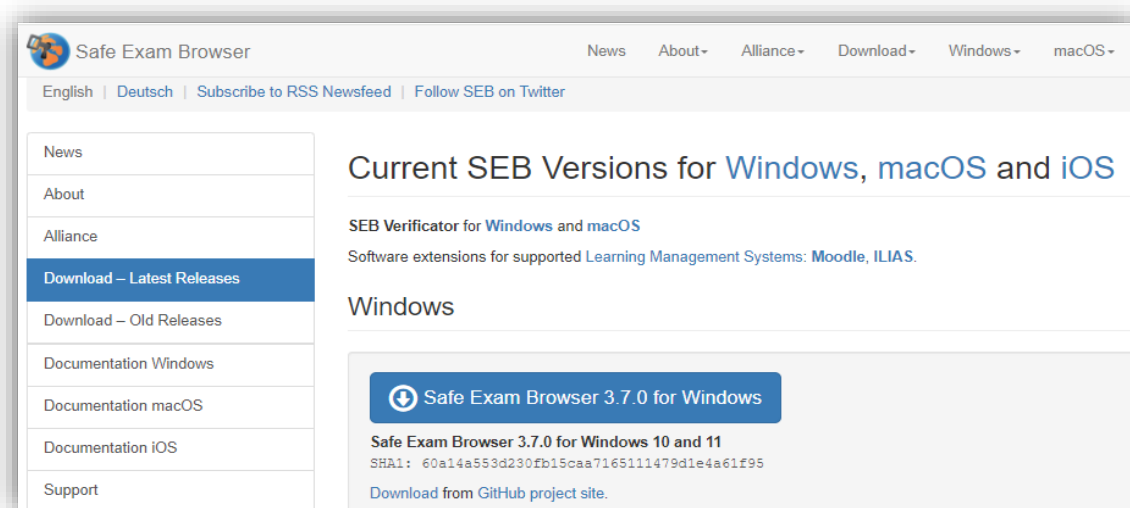 Safe Exam Browser
News About Alliance Download Windows macOS
English | Deutsch | Subscribe to RSS Newsfeed | Follow SEB on Twitter
News
About
Alliance
Download – Latest Releases
Download – Old Releases
Documentation Windows
Documentation macOS
Documentation iOS
Support
Current SEB Versions for Windows, macOS and iOS
SEB Verificator for Windows and macOS
Software extensions for supported Learning Management Systems: Moodle, ILIAS.
Windows
Safe Exam Browser 3.7.0 for Windows
Safe Exam Browser 3.7.0 for Windows 10 and 11
SHA1: 60a14a553d230fb15caa7165111479d1e4a61f95
Download from GitHub project site.